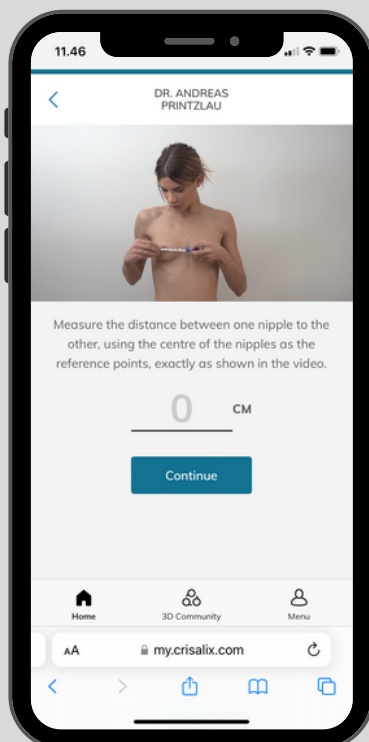 11.46
DR. ANDREAS
PRINTZLAU
Measure the distance between one nipple to the
other, using the centre of the nipples as the
reference points, exactly as shown in the video.
0 CM
Continue
Home 3D Community Menu
AA my.crisalix.com